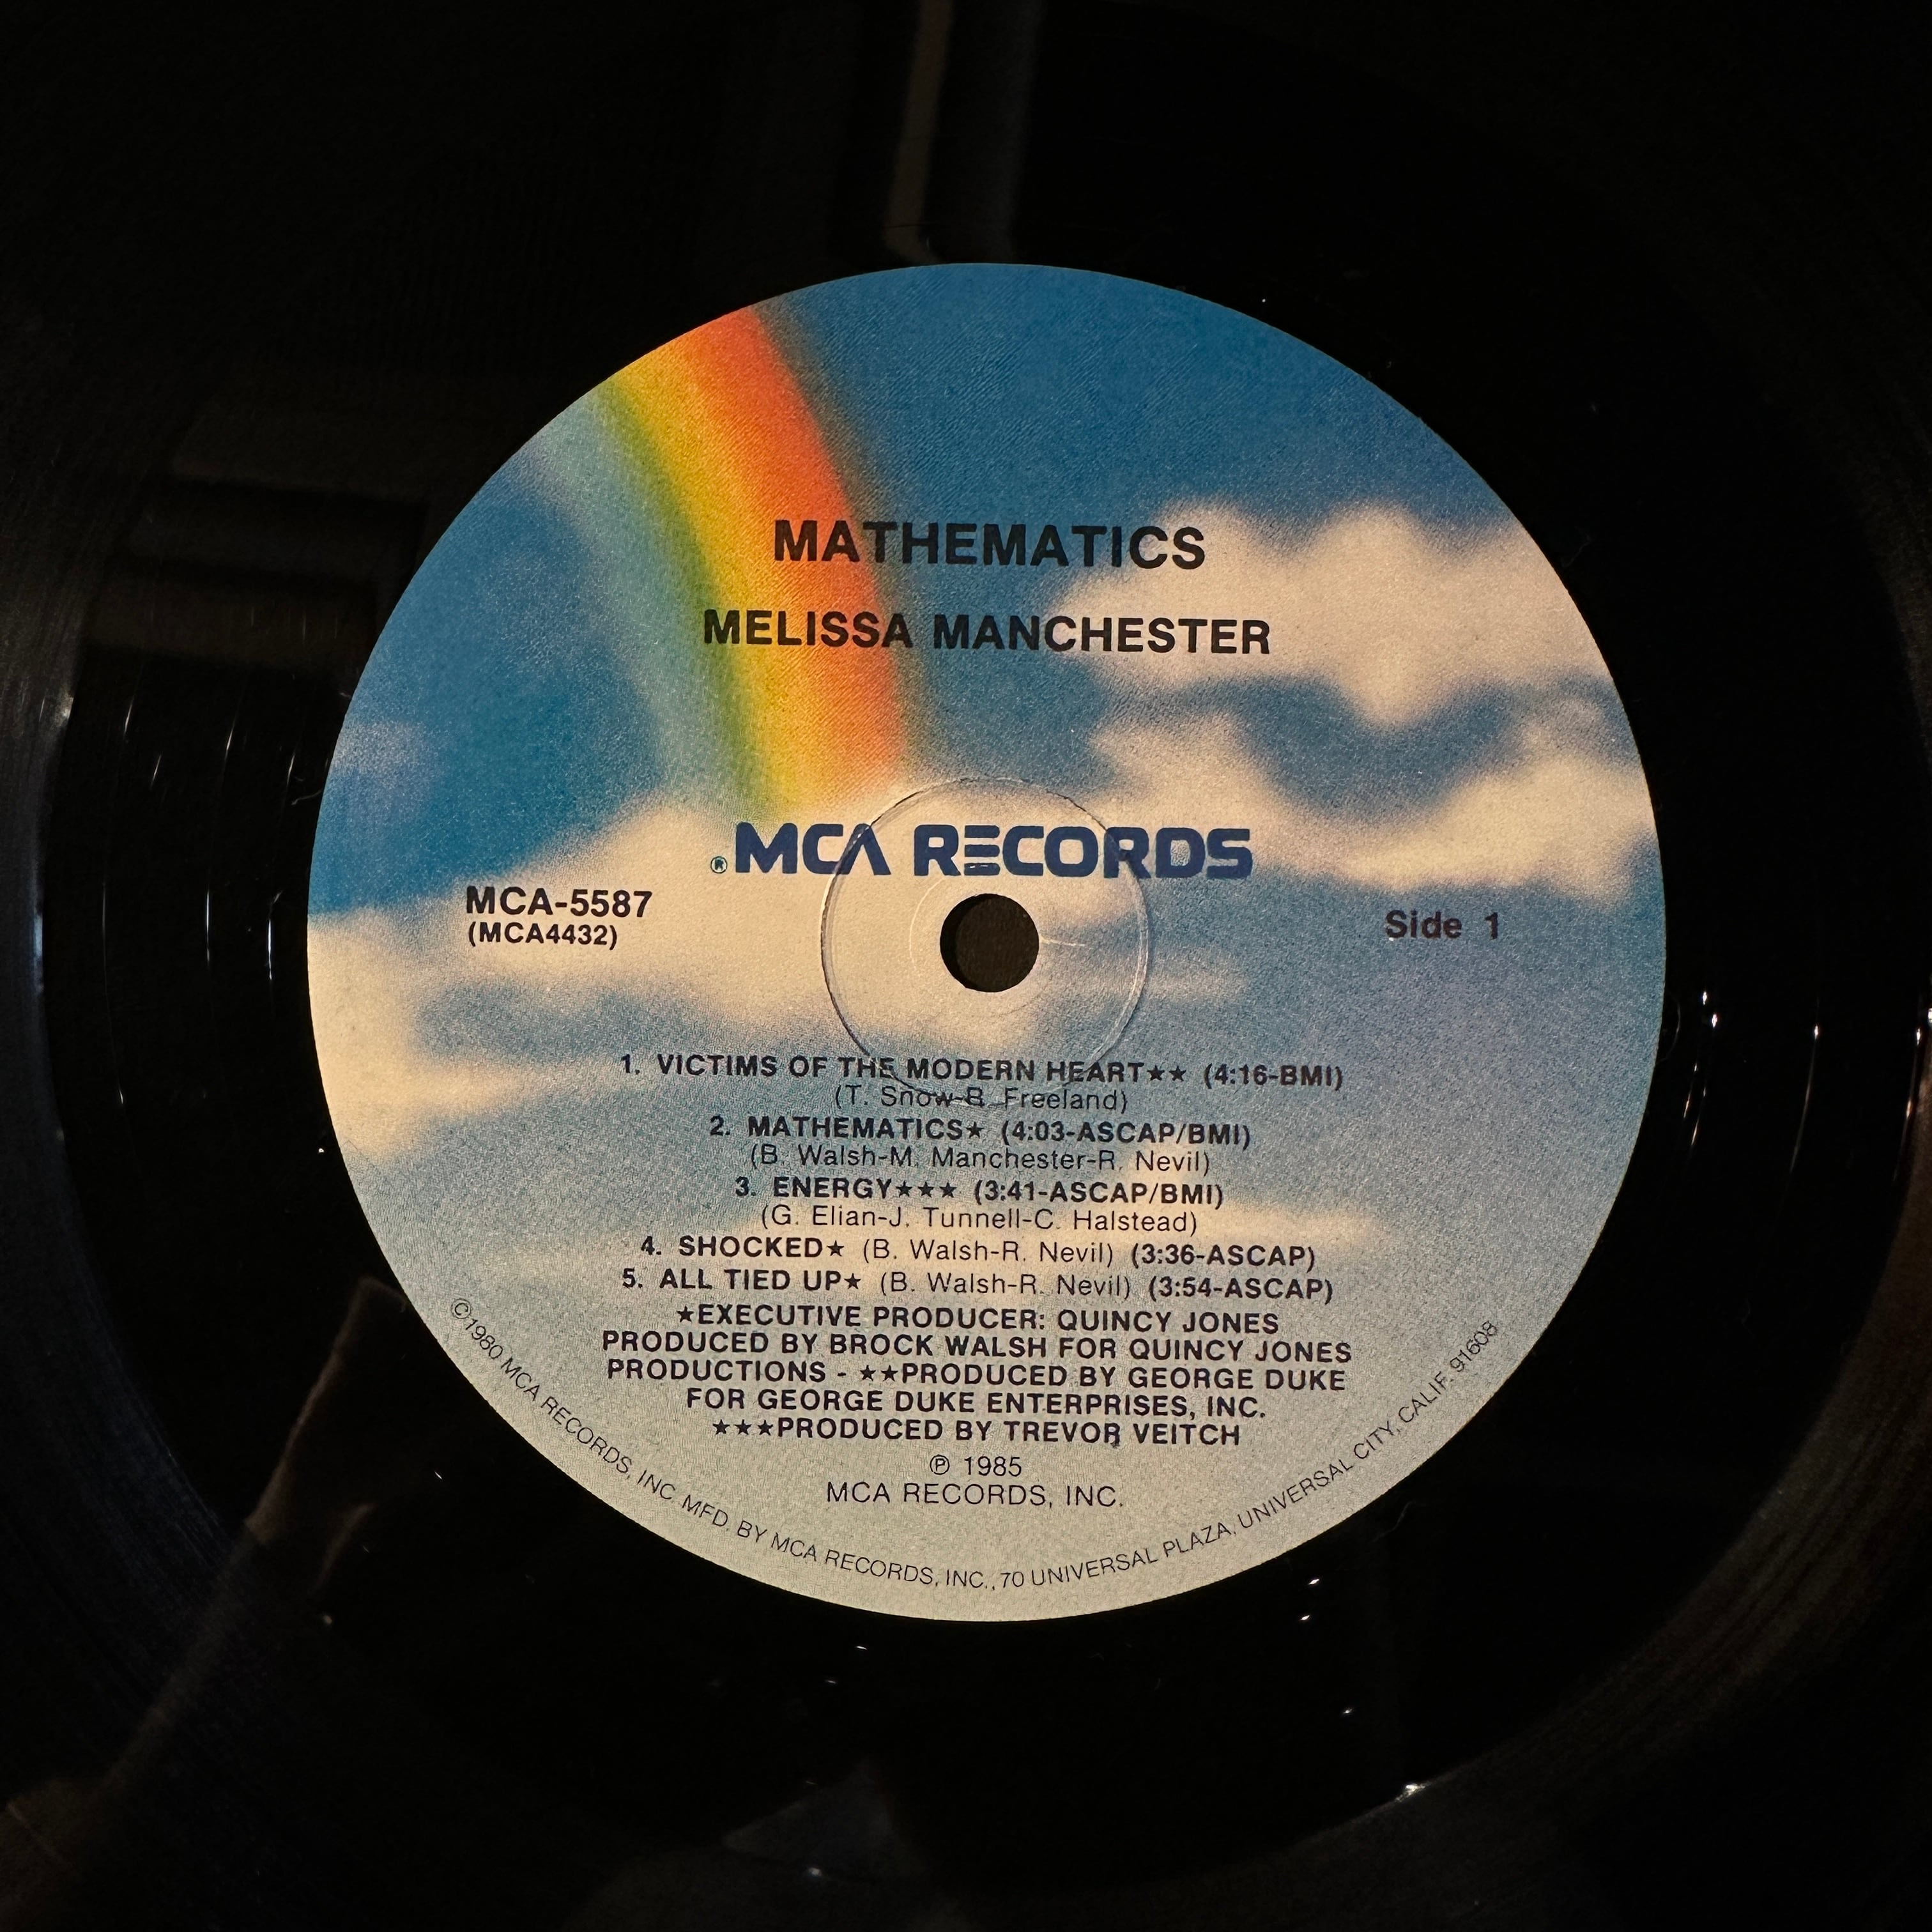 MATHEMATICS
MELISSA MANCHESTER
®MCA RECORDS
MCA-5587
(MCA4432)
Side 1
1. VICTIMS OF THE MODERN HEART★★ (4:16-BMI)
(T. Snow-B. Freeland)
2. MATHEMATICS★ (4:03-ASCAP/BMI)
(B. Walsh-M. Manchester-R. Nevil)
3. ENERGY★★★ (3:41-ASCAP/BMI)
(G. Elian-J. Tunnell-C. Halstead)
4. SHOCKED★ (B. Walsh-R. Nevil) (3:36-ASCAP)
5. ALL TIED UP★ (B. Walsh-R. Nevil) (3:54-ASCAP)
★EXECUTIVE PRODUCER: QUINCY JONES
PRODUCED BY BROCK WALSH FOR QUINCY JONES
PRODUCTIONS - ★★PRODUCED BY GEORGE DUKE
FOR GEORGE DUKE ENTERPRISES, INC.
★★★PRODUCED BY TREVOR VEITCH
℗ 1985
MCA RECORDS, INC.
©1980 MCA RECORDS, INC. MFD. BY MCA RECORDS, INC., 70 UNIVERSAL PLAZA, UNIVERSAL CITY, CALIF. 91608